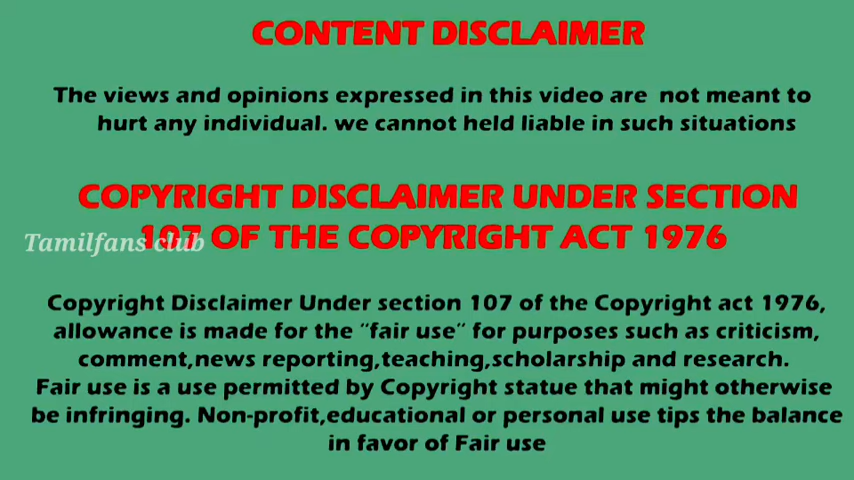 CONTENT DISCLAIMER
The views and opinions expressed in this video are not meant to
hurt any individual. we cannot held liable in such situations
COPYRIGHT DISCLAIMER UNDER SECTION
107 OF THE COPYRIGHT ACT 1976
Tamilfans club
Copyright Disclaimer Under section 107 of the Copyright act 1976,
allowance is made for the "fair use" for purposes such as criticism,
comment,news reporting,teaching,scholarship and research.
Fair use is a use permitted by Copyright statue that might otherwise
be infringing. Non-profit,educational or personal use tips the balance
in favor of Fair use